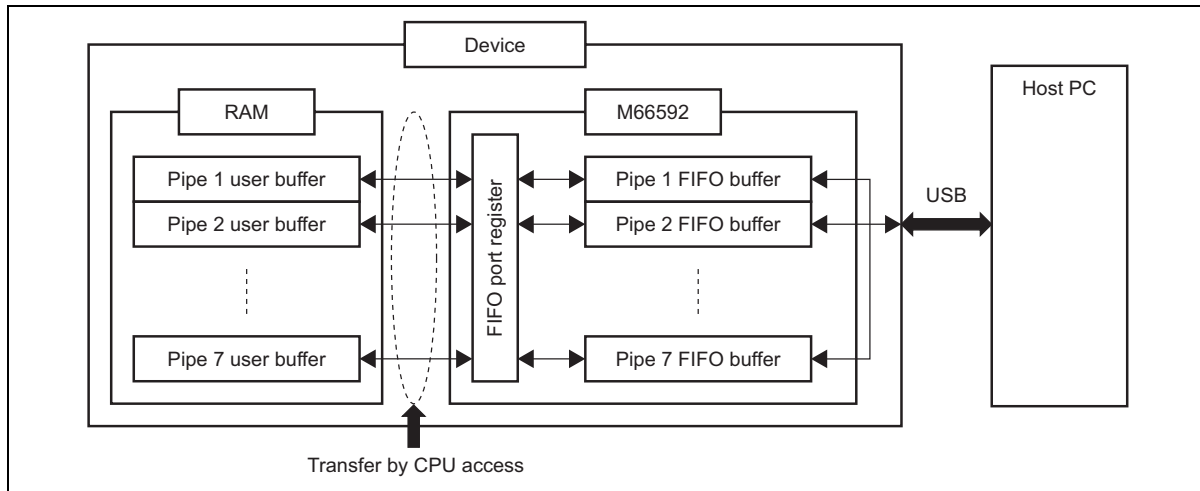 Device
Host PC
RAM
M66592
Pipe 1 user buffer
Pipe 2 user buffer
Pipe 7 user buffer
FIFO port register
Pipe 1 FIFO buffer
Pipe 2 FIFO buffer
Pipe 7 FIFO buffer
USB
Transfer by CPU access